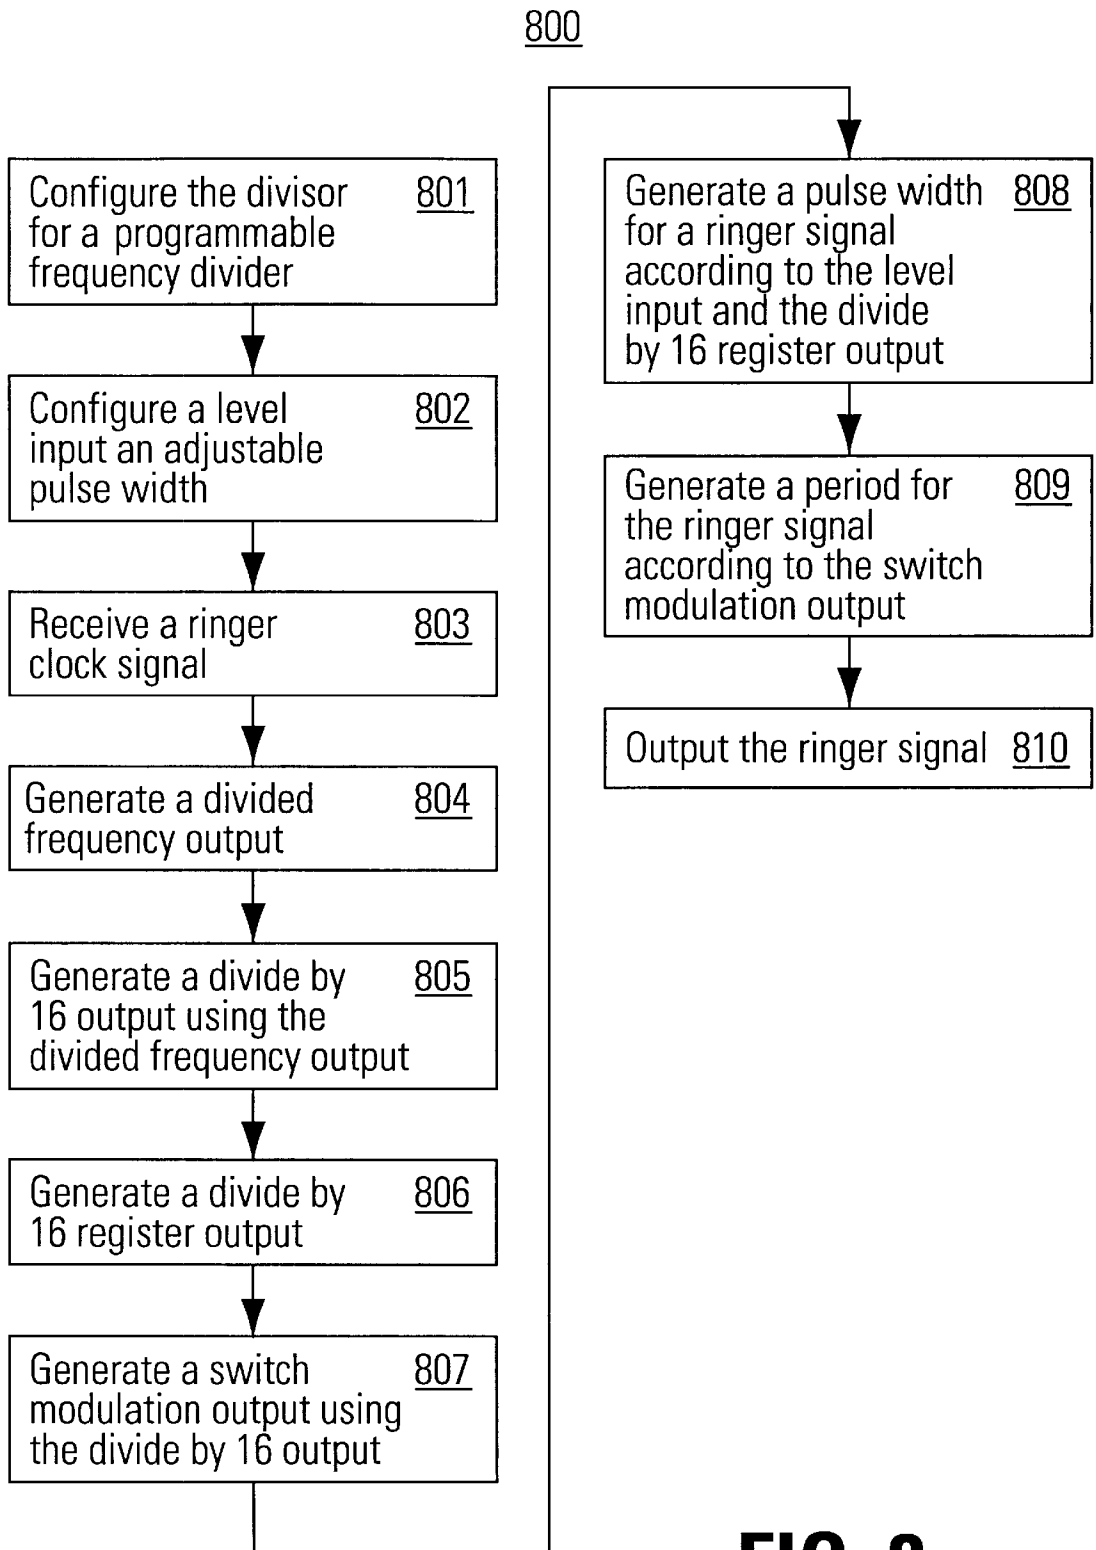 800
Configure the divisor 801
for a programmable
frequency divider
Configure a level 802
input an adjustable
pulse width
Receive a ringer 803
clock signal
Generate a divided 804
frequency output
Generate a divide by 805
16 output using the
divided frequency output
Generate a divide by 806
16 register output
Generate a switch 807
modulation output using
the divide by 16 output
Generate a pulse width 808
for a ringer signal
according to the level
input and the divide
by 16 register output
Generate a period for 809
the ringer signal
according to the switch
modulation output
Output the ringer signal 810
FIG.